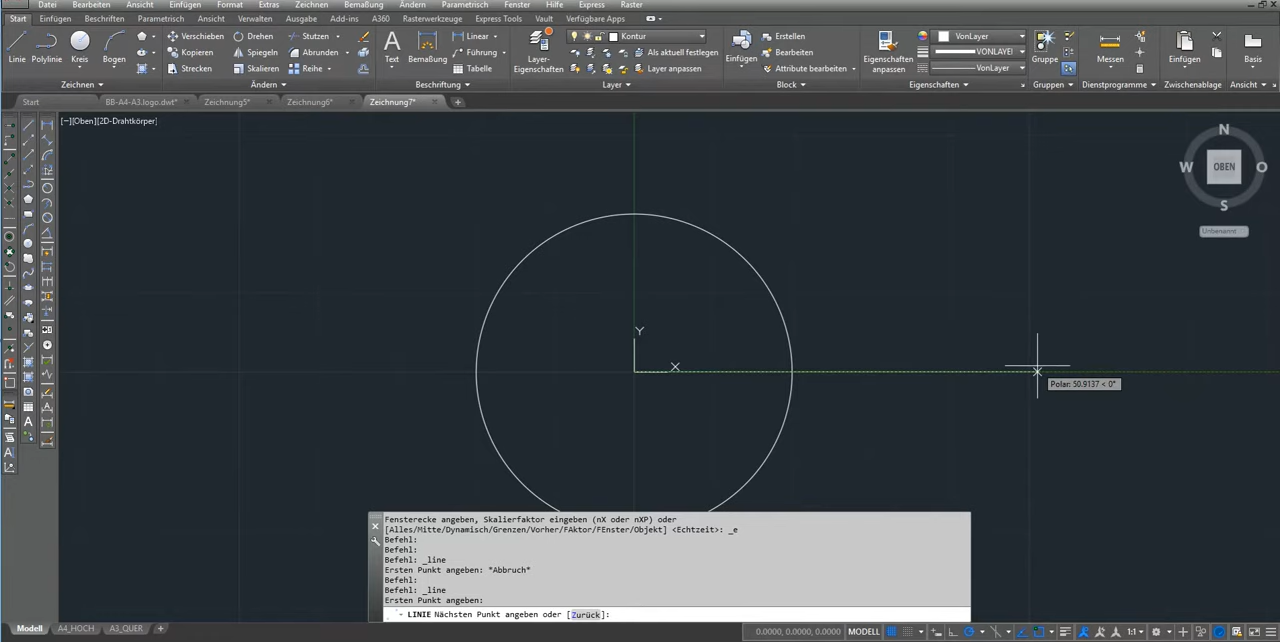 Datei Bearbeiten Ansicht Einfügen Format Extras Zeichnen Bemaßung Ändern Parametrisch Fenster Hilfe Express Raster
Start Einfügen Beschriften Parametrisch Ansicht Verwalten Ausgabe Add-ins A360 Rasterwerkzeuge Express Tools Vault Verfügbare Apps
Linie Polylinie Kreis Bogen
Verschieben Drehen Stutzen
Kopieren Spiegeln Abrunden
Strecken Skalieren Reihe
Text Bemaßung
Linear
Führung
Tabelle
Layer-
Eigenschaften
Kontur
Als aktuell festlegen
Layer anpassen
Einfügen
Erstellen
Bearbeiten
Attribute bearbeiten
Eigenschaften
anpassen
VonLayer
VONLAYE
VonLayer
Gruppe
Messen
Einfügen
Basis
Zeichnen Ändern Beschriftung Layer Block Eigenschaften Gruppen Dienstprogramme Zwischenablage Ansicht
Start BB-A4-A3.logo.dwt* Zeichnung5* Zeichnung6* Zeichnung7*
[−][Oben][2D-Drahtkörper]
N
W OBEN O
S
Unbenannt
Y
X
Polar: 50.9137 < 0°
Fensterecke angeben, Skalierfaktor eingeben (nX oder nXP) oder
[Alles/Mitte/Dynamisch/Grenzen/Vorher/FAktor/FEnster/Objekt] <Echtzeit>: _e
Befehl:
Befehl:
Befehl: _line
Ersten Punkt angeben: *Abbruch*
Befehl:
Befehl: _line
Ersten Punkt angeben:
LINIE Nächsten Punkt angeben oder [Zurück]:
Modell A4_HOCH A3_QUER + 0.0000, 0.0000, 0.0000 MODELL 1:1